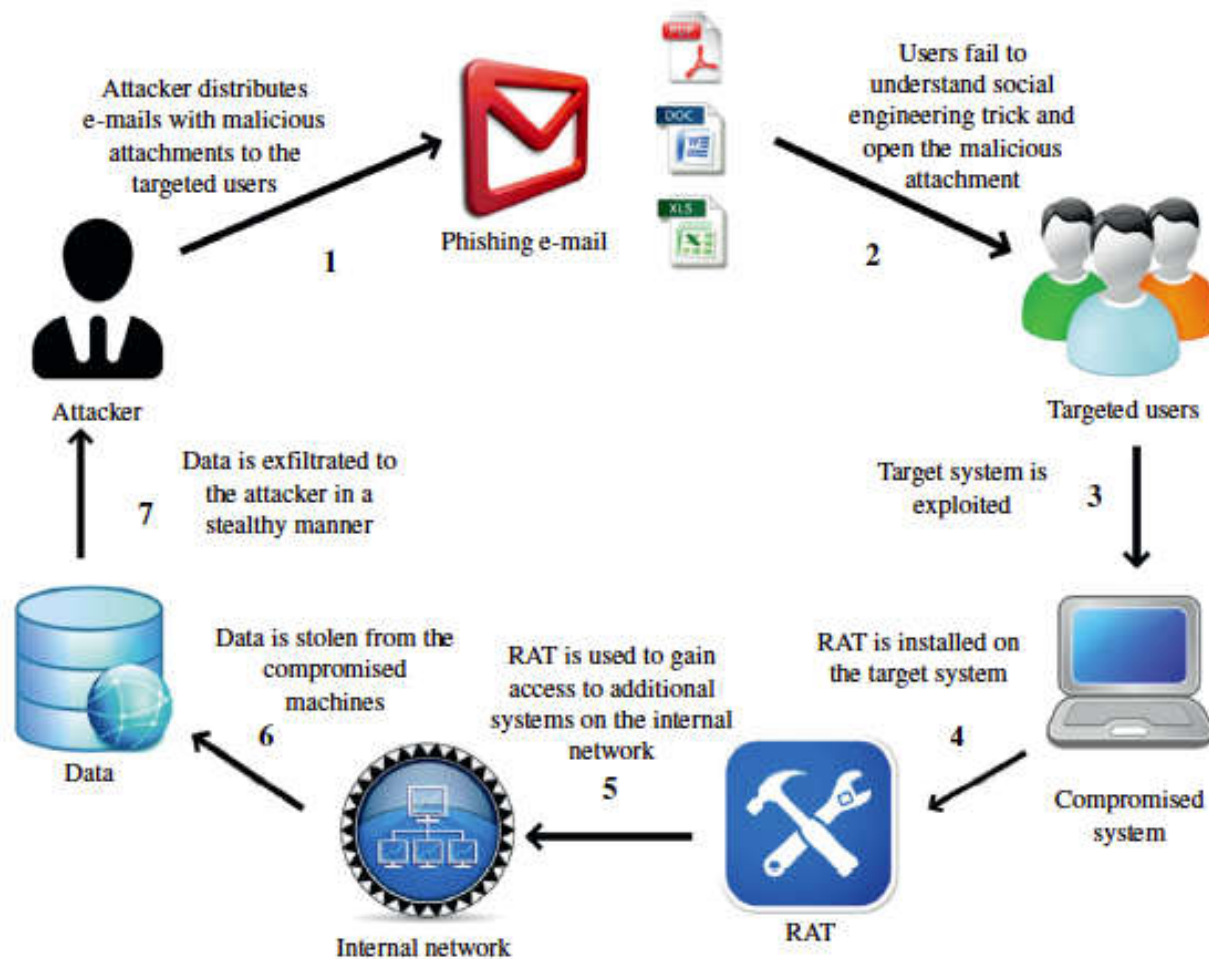 Attacker distributes
e-mails with malicious
attachments to the
targeted users
1
Phishing e-mail
PDF
DOC
XLS
Users fail to
understand social
engineering trick and
open the malicious
attachment
2
Attacker
Targeted users
Target system is
exploited
3
Compromised
system
RAT is installed on
the target system
4
RAT
RAT is used to gain
access to additional
systems on the internal
network
5
Internal network
Data is stolen from the
compromised
machines
6
Data
Data is exfiltrated to
the attacker in a
stealthy manner
7